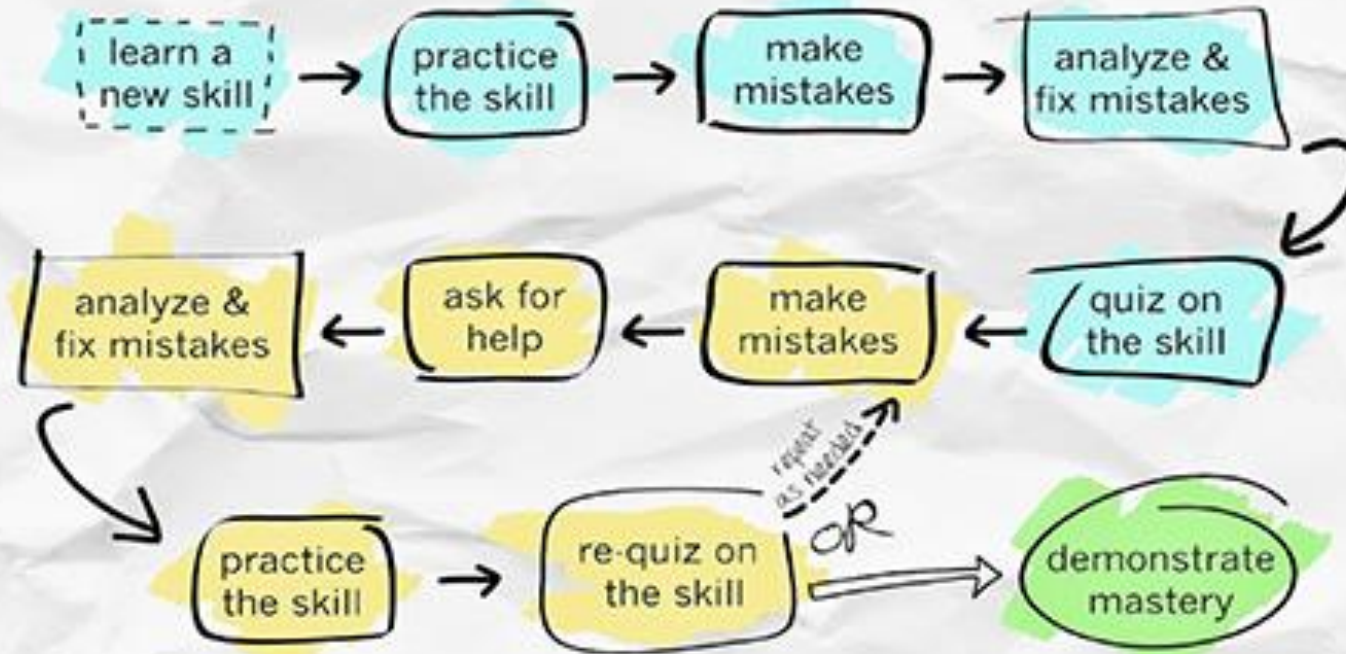 learn a
new skill
practice
the skill
make
mistakes
analyze &
fix mistakes
quiz on
the skill
make
mistakes
ask for
help
analyze &
fix mistakes
practice
the skill
re-quiz on
the skill
repeat
as needed
OR
demonstrate
mastery